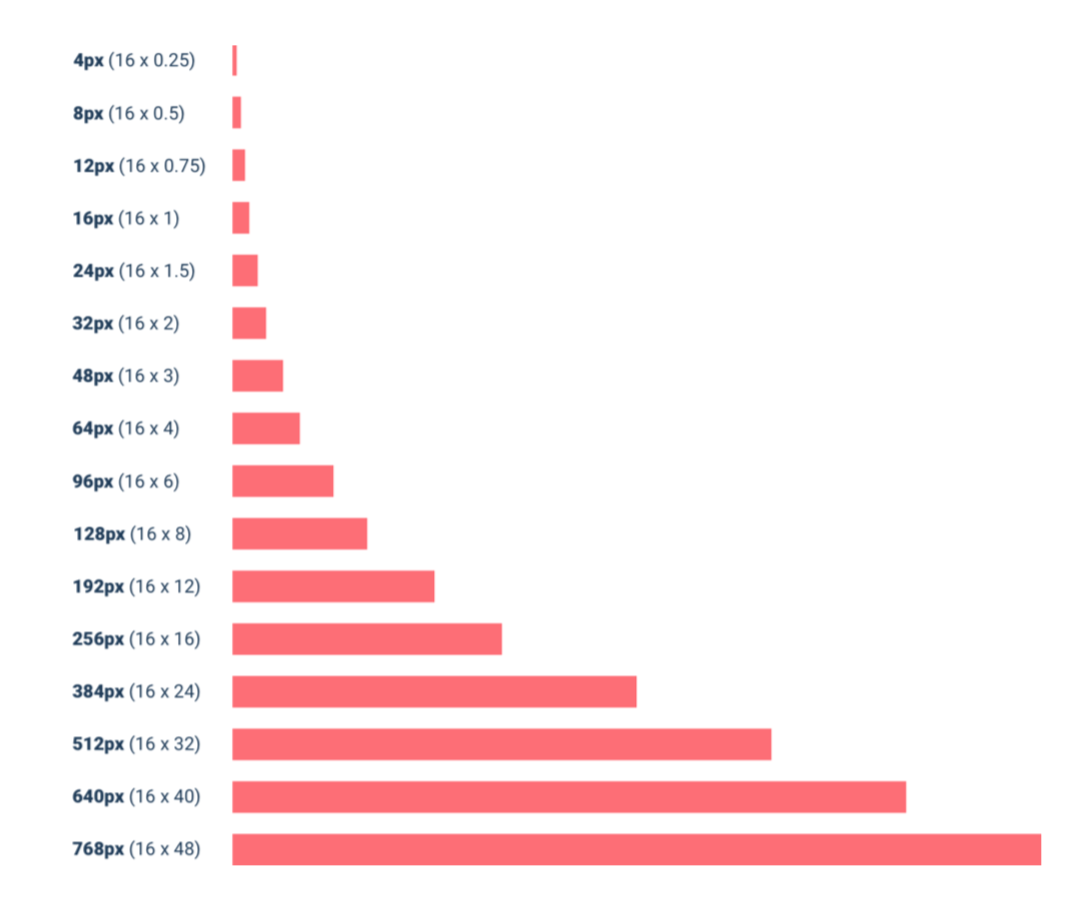 4px (16 x 0.25)
8px (16 x 0.5)
12px (16 x 0.75)
16px (16 x 1)
24px (16 x 1.5)
32px (16 x 2)
48px (16 x 3)
64px (16 x 4)
96px (16 x 6)
128px (16 x 8)
192px (16 x 12)
256px (16 x 16)
384px (16 x 24)
512px (16 x 32)
640px (16 x 40)
768px (16 x 48)